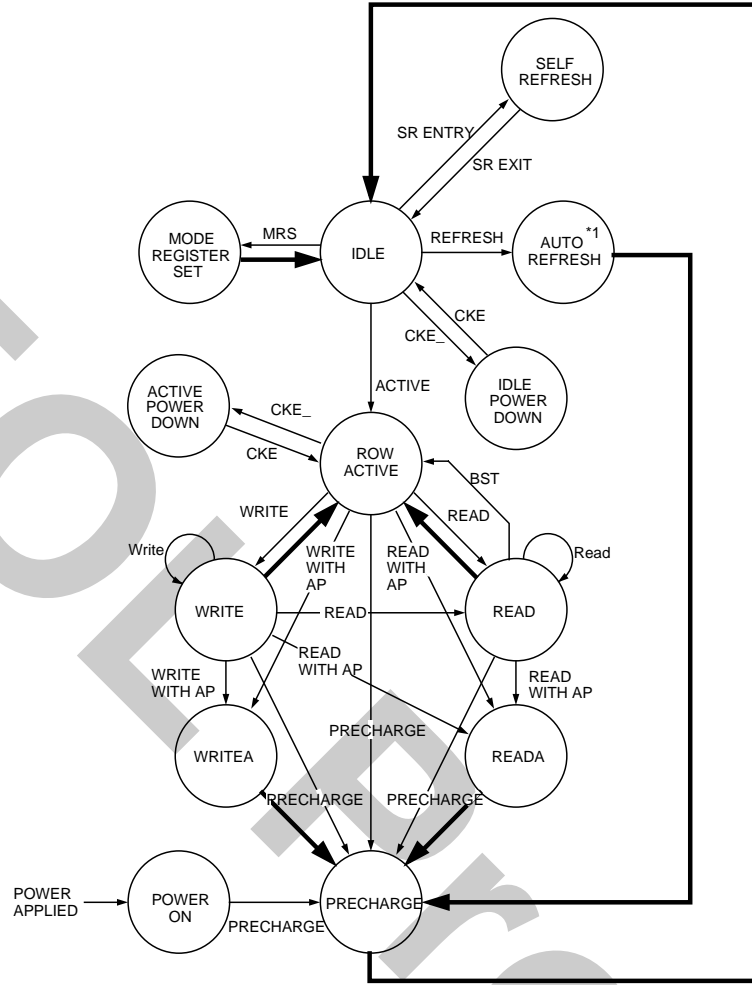 SELF
REFRESH
SR ENTRY
SR EXIT
MODE
REGISTER
SET
MRS
IDLE
REFRESH
AUTO *1
REFRESH
CKE
CKE_
IDLE
POWER
DOWN
ACTIVE
ACTIVE
POWER
DOWN
CKE_
CKE
ROW
ACTIVE
BST
WRITE
READ
Write
WRITE
WITH
AP
READ
WITH
AP
Read
WRITE
READ
READ
READ
WITH AP
WRITE
WITH AP
READ
WITH AP
PRECHARGE
WRITEA
READA
PRECHARGE
PRECHARGE
POWER
APPLIED
POWER
ON
PRECHARGE
PRECHARGE